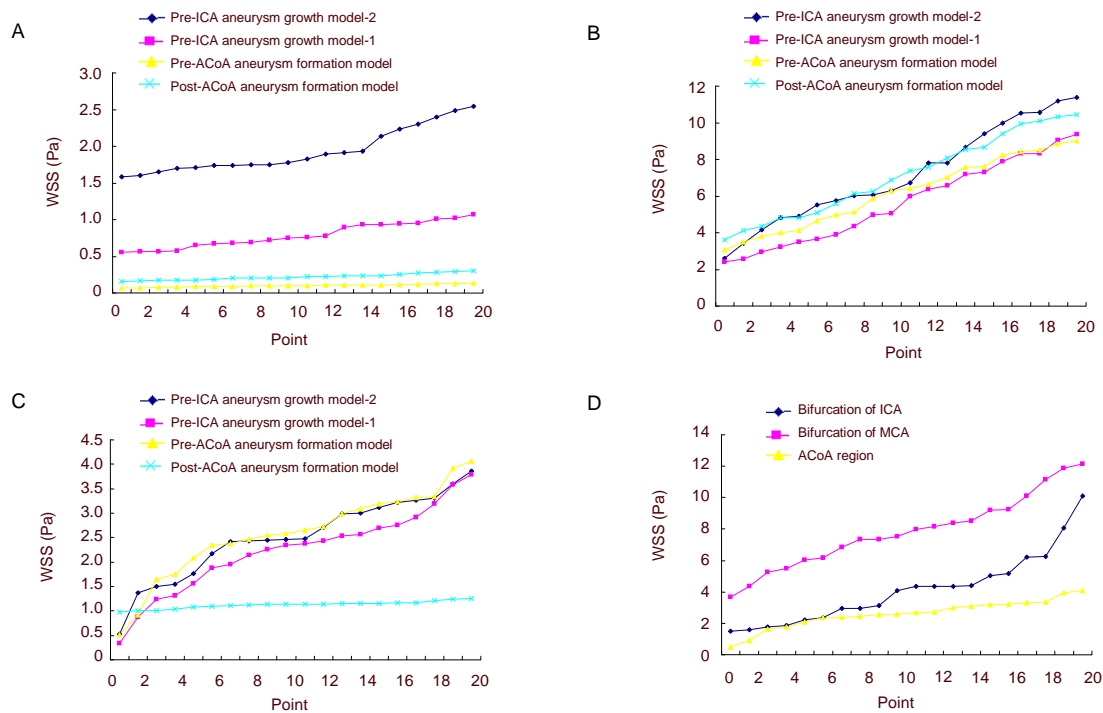 A
Pre-ICA aneurysm growth model-2
Pre-ICA aneurysm growth model-1
Pre-ACoA aneurysm formation model
Post-ACoA aneurysm formation model
3.0
2.5
2.0
1.5
1.0
0.5
0
WSS (Pa)
0 2 4 6 8 10 12 14 16 18 20
Point
B
Pre-ICA aneurysm growth model-2
Pre-ICA aneurysm growth model-1
Pre-ACoA aneurysm formation model
Post-ACoA aneurysm formation model
12
10
8
6
4
2
0
WSS (Pa)
0 2 4 6 8 10 12 14 16 18 20
Point
C
Pre-ICA aneurysm growth model-2
Pre-ICA aneurysm growth model-1
Pre-ACoA aneurysm formation model
Post-ACoA aneurysm formation model
4.5
4.0
3.5
3.0
2.5
2.0
1.5
1.0
0.5
0
WSS (Pa)
0 2 4 6 8 10 12 14 16 18 20
Point
D
Bifurcation of ICA
Bifurcation of MCA
ACoA region
14
12
10
8
6
4
2
0
WSS (Pa)
0 2 4 6 8 10 12 14 16 18 20
Point